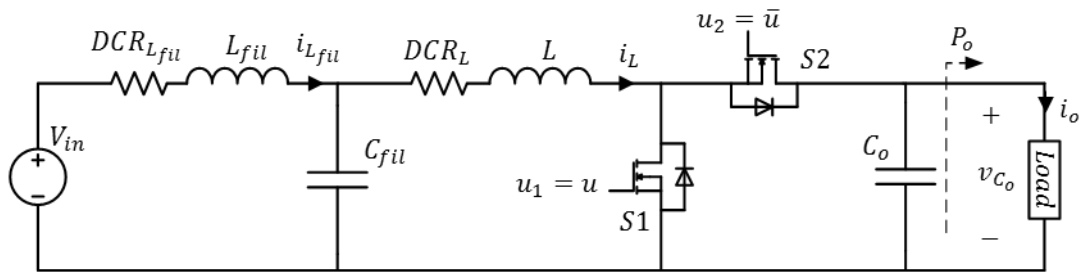 u₂ = ū
DCR_{L_{fil}}
L_{fil}
i_{L_{fil}}
DCR_L
L
i_L
S2
P_o
V_{in}
+
−
C_{fil}
u₁ = u
S1
C_o
+
v_{C_o}
−
i_o
Load